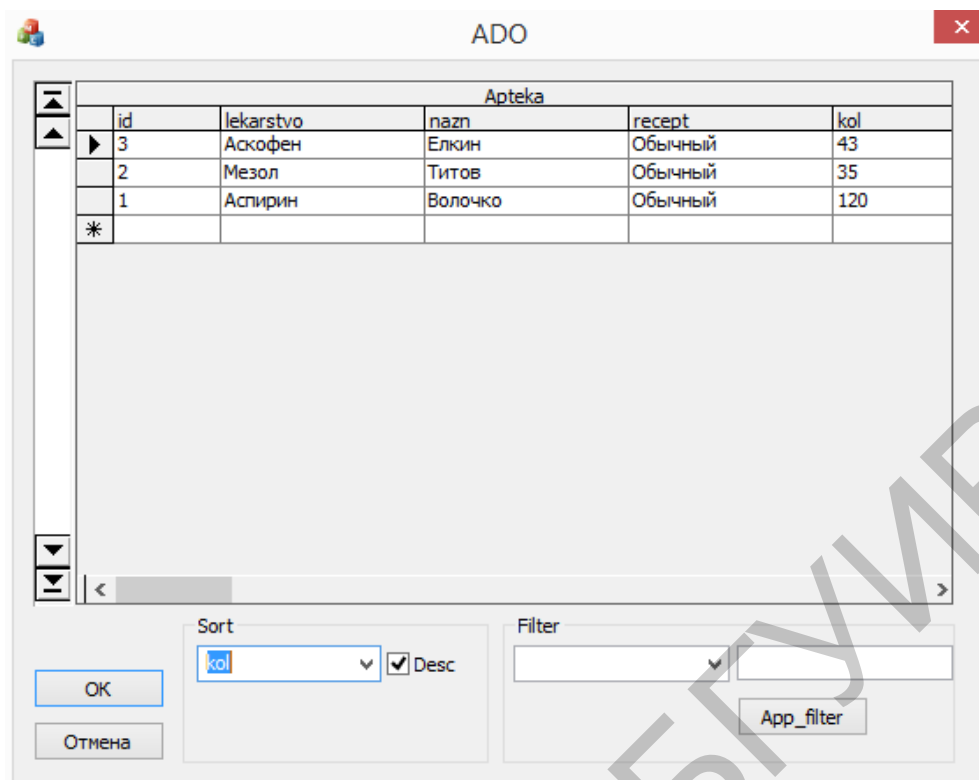 ADO
Apteka
id lekarstvo nazn recept kol
3 Аскофен Елкин Обычный 43
2 Мезол Титов Обычный 35
1 Аспирин Волочко Обычный 120
Sort Filter
kol Desc
OK
App_filter
Отмена
БГУИР